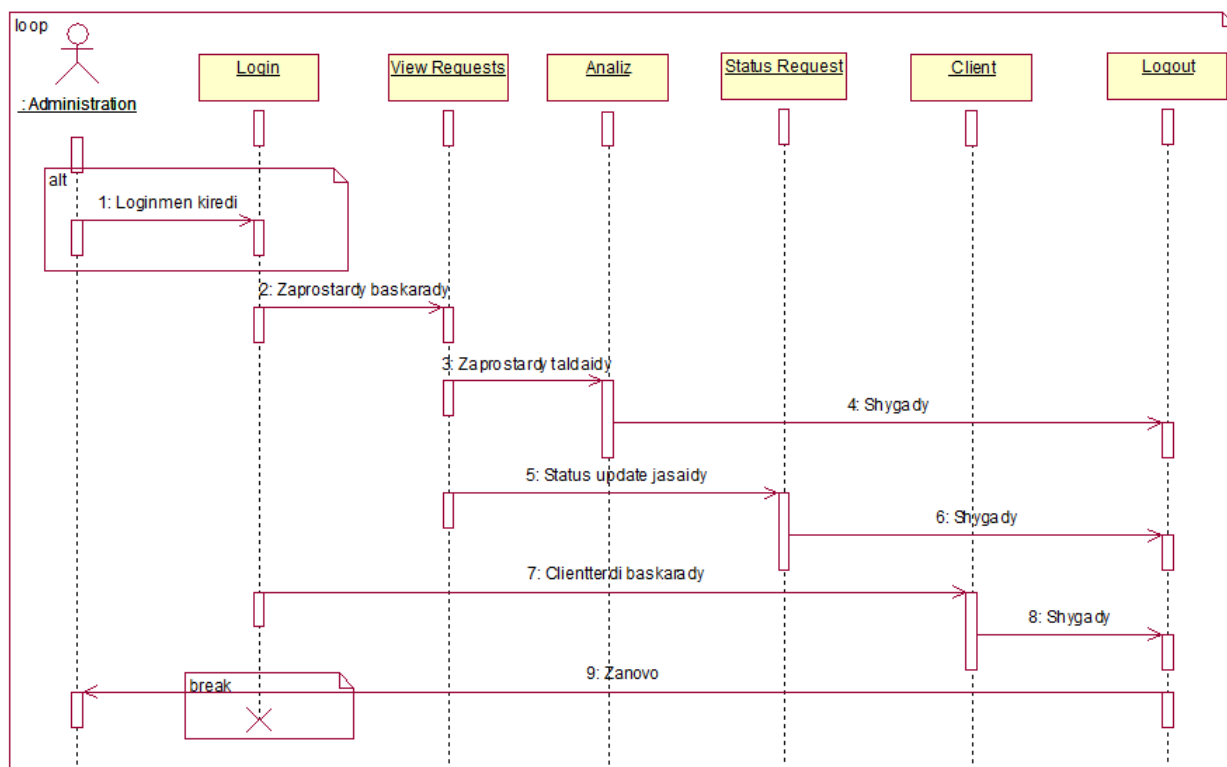 loop
: Administration
Login
View Requests
Analiz
Status Request
Client
Logout
alt
1: Loginmen kiredi
2: Zaprostardy baskarady
3: Zaprostardy taldaidy
4: Shygady
5: Status update jasaidy
6: Shygady
7: Clientterdi baskarady
8: Shygady
9: Zanovo
break